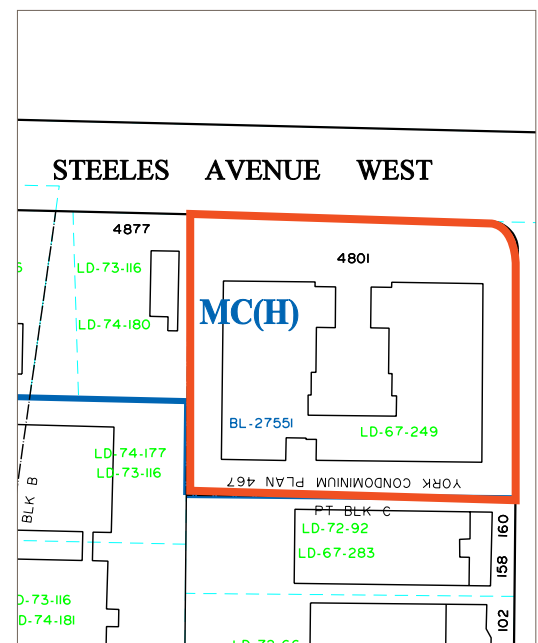 STEELES AVENUE WEST
4877
4801
LD-73-116
MC(H)
LD-74-180
BL-27551
LD-67-249
LD-74-177
LD-73-116
YORK CONDOMINIUM PLAN 467
BLK B
PT BLK C
LD-72-92
160
LD-67-283
158
D-73-116
D-74-181
102